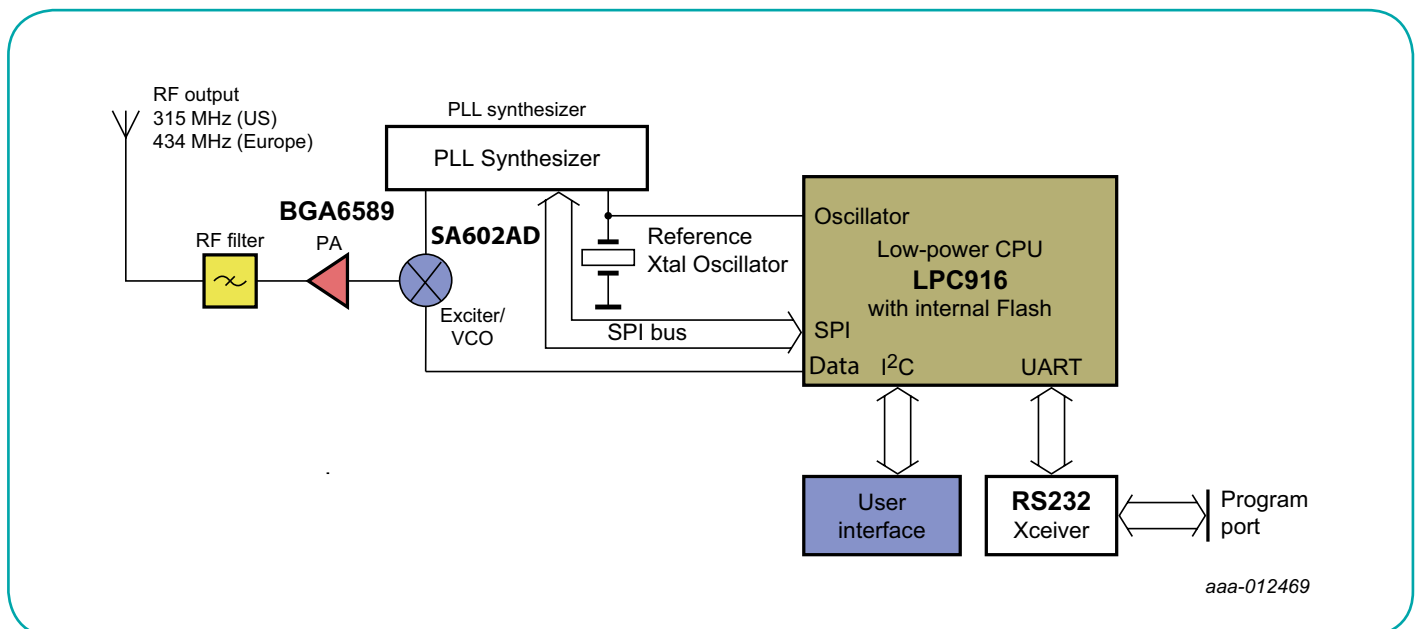 RF output
315 MHz (US)
434 MHz (Europe)
PLL synthesizer
PLL Synthesizer
BGA6589
PA
RF filter
SA602AD
Exciter/
VCO
Reference
Xtal Oscillator
SPI bus
Oscillator
Low-power CPU
LPC916
with internal Flash
SPI
Data I²C UART
User
interface
RS232
Xceiver
Program
port
aaa-012469